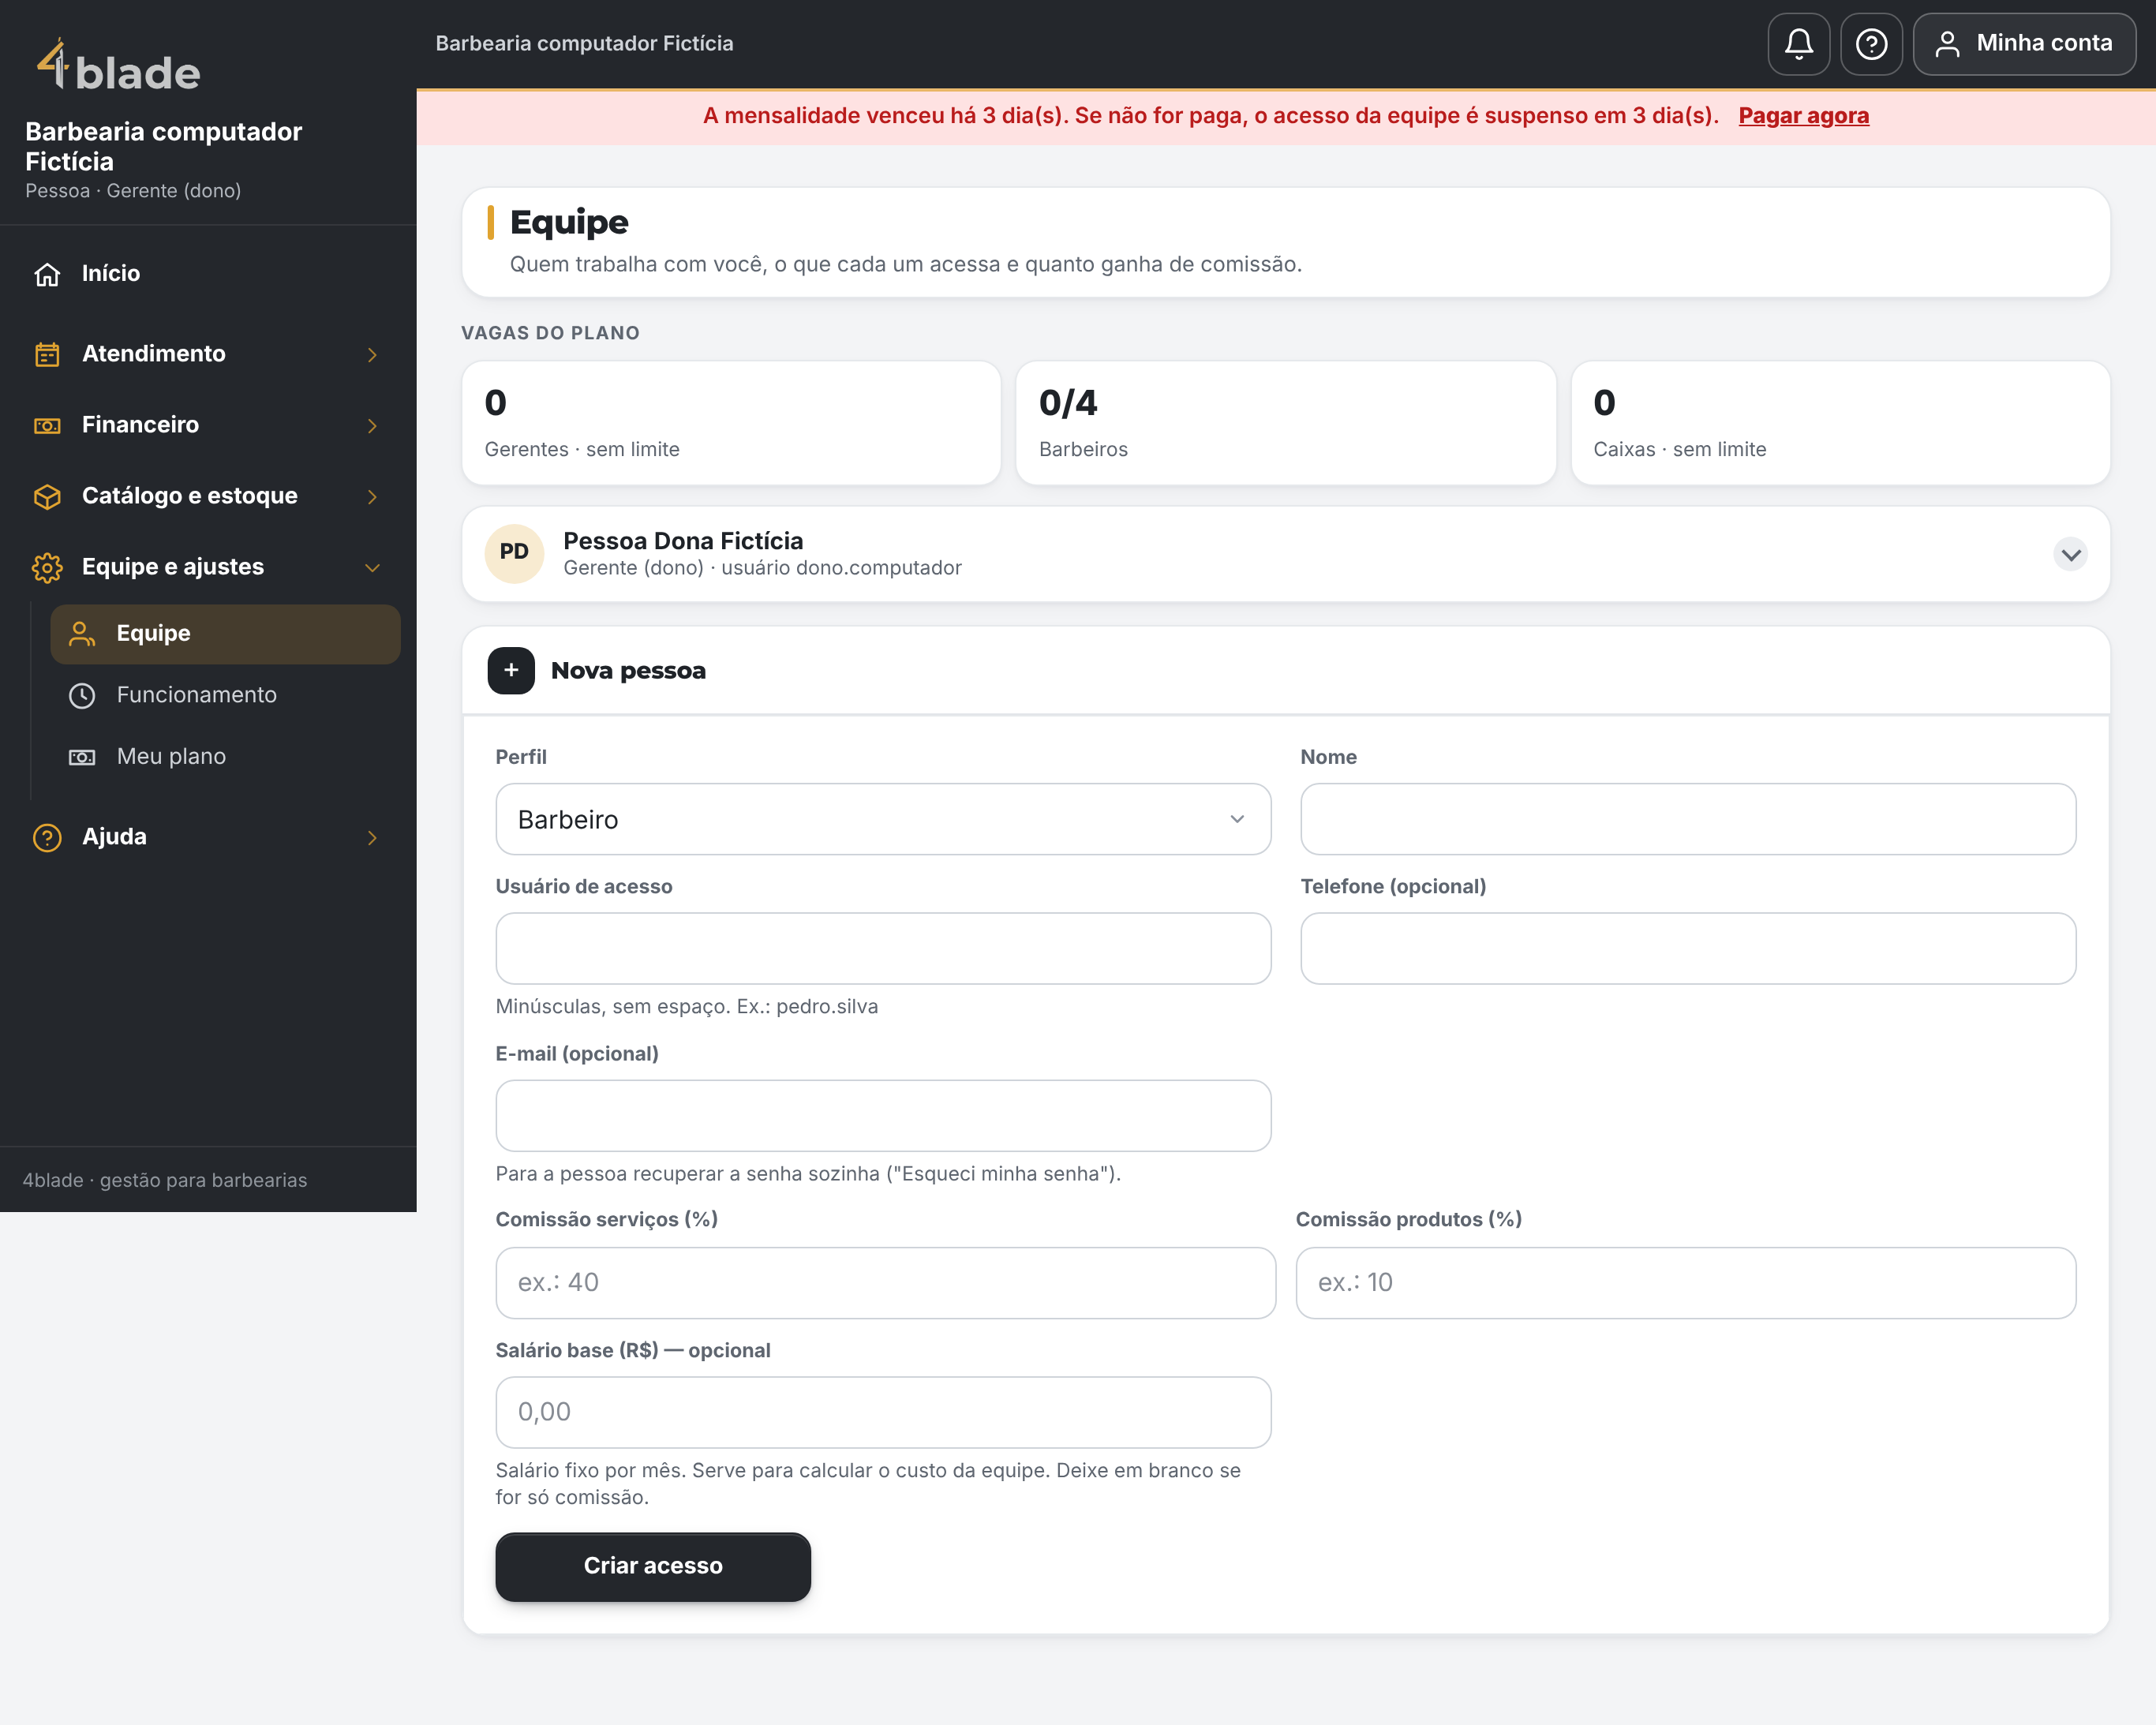 4blade
Barbearia computador
Fictícia
Pessoa · Gerente (dono)
Início
Atendimento
Financeiro
Catálogo e estoque
Equipe e ajustes
Equipe
Funcionamento
Meu plano
Ajuda
4blade · gestão para barbearias
Barbearia computador Fictícia
Minha conta
A mensalidade venceu há 3 dia(s). Se não for paga, o acesso da equipe é suspenso em 3 dia(s). Pagar agora
Equipe
Quem trabalha com você, o que cada um acessa e quanto ganha de comissão.
VAGAS DO PLANO
0
Gerentes · sem limite
0/4
Barbeiros
0
Caixas · sem limite
PD
Pessoa Dona Fictícia
Gerente (dono) · usuário dono.computador
+ Nova pessoa
Perfil
Barbeiro
Nome
Usuário de acesso
Minúsculas, sem espaço. Ex.: pedro.silva
Telefone (opcional)
E-mail (opcional)
Para a pessoa recuperar a senha sozinha ("Esqueci minha senha").
Comissão serviços (%)
ex.: 40
Comissão produtos (%)
ex.: 10
Salário base (R$) — opcional
0,00
Salário fixo por mês. Serve para calcular o custo da equipe. Deixe em branco se
for só comissão.
Criar acesso